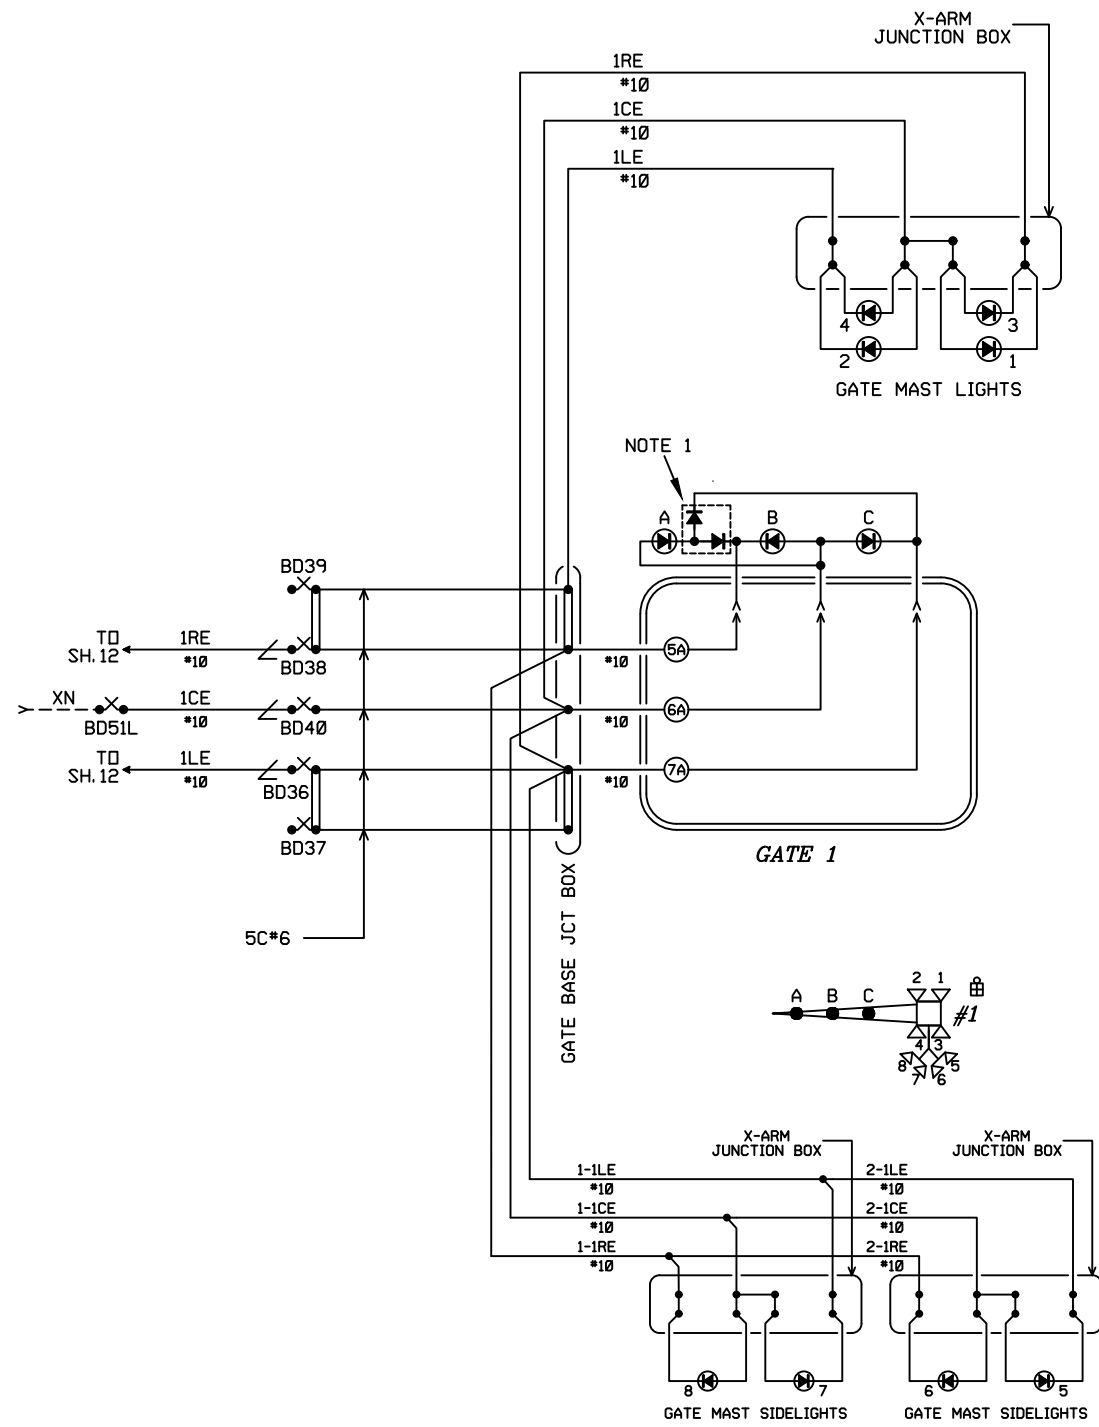 X-ARM
JUNCTION BOX
1RE
#10
1CE
#10
1LE
#10
4
3
2
1
GATE MAST LIGHTS
NOTE 1
A
B
C
BD39
TO
SH.12
1RE
#10
BD38
#10
5A
XN
BD51L
1CE
#10
BD40
#10
6A
TO
SH.12
1LE
#10
BD36
#10
7A
BD37
GATE 1
5C#6
GATE BASE JCT BOX
A
B
C
2
1
#1
4
3
8
7
6
5
X-ARM
JUNCTION BOX
X-ARM
JUNCTION BOX
1-1LE
#10
2-1LE
#10
1-1CE
#10
2-1CE
#10
1-1RE
#10
2-1RE
#10
8
7
6
5
GATE MAST SIDELIGHTS
GATE MAST SIDELIGHTS